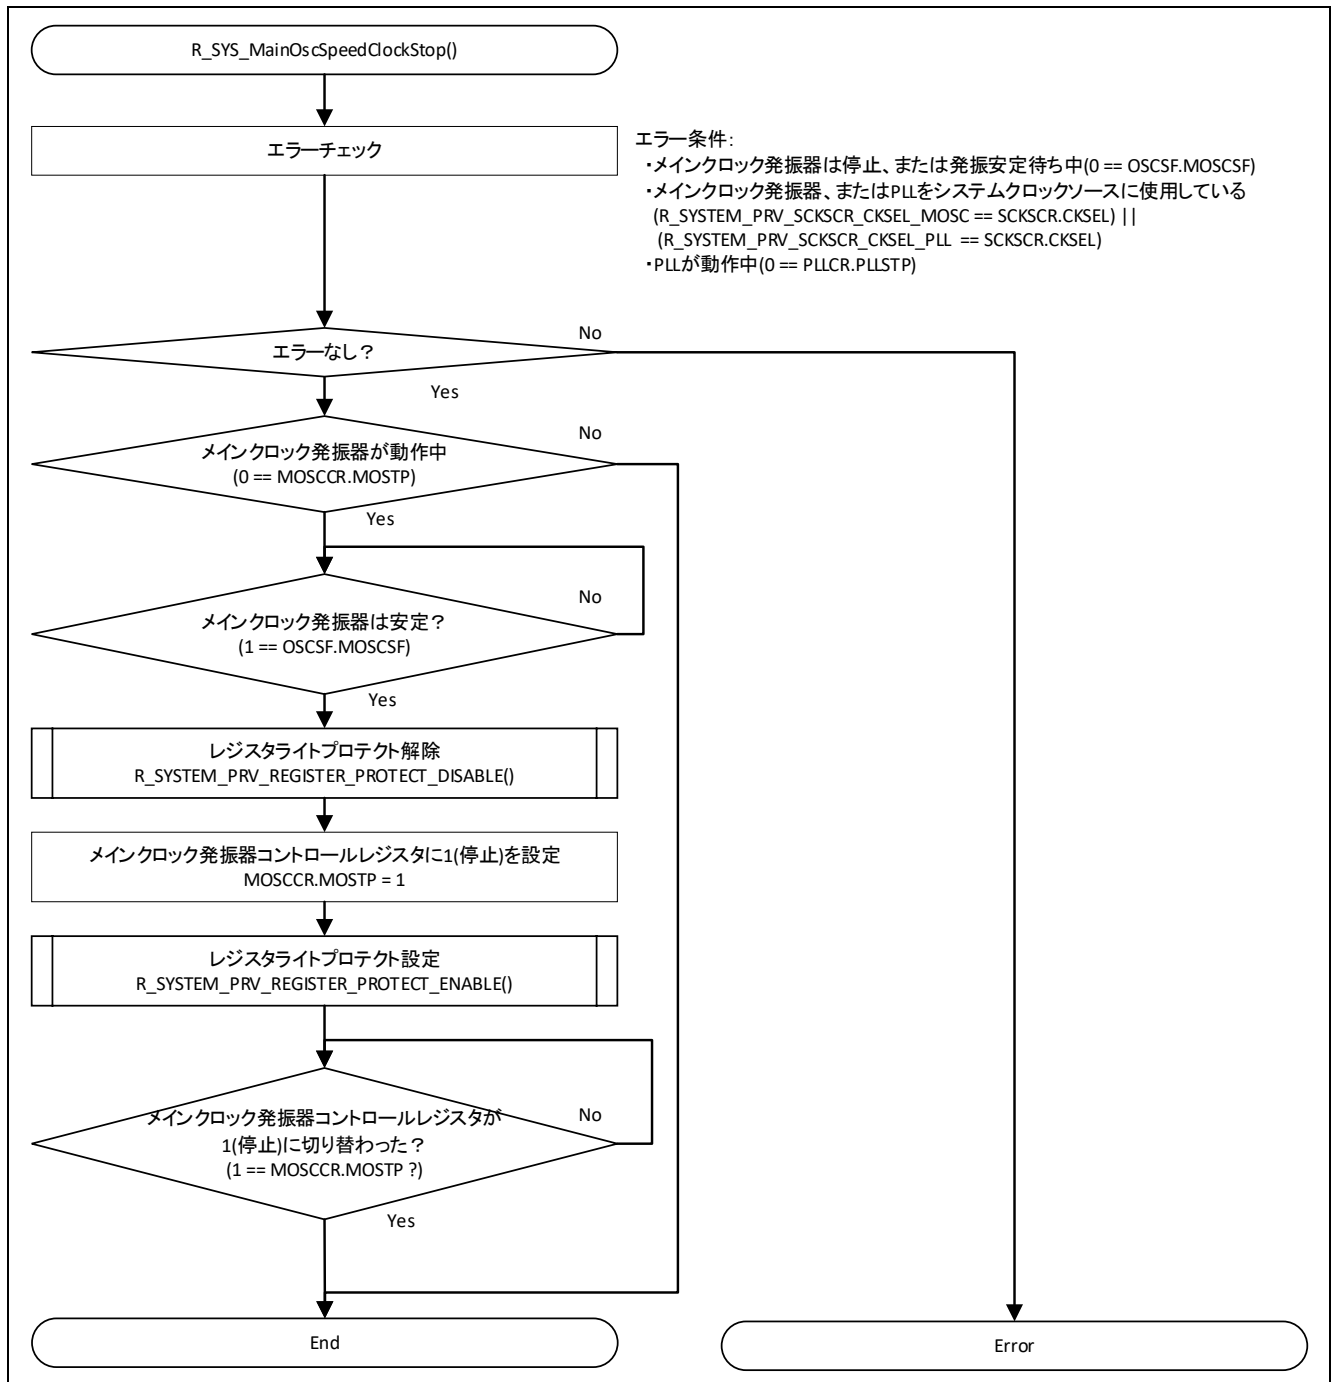 R_SYS_MainOscSpeedClockStop()
エラーチェック
エラー条件:
・メインクロック発振器は停止、または発振安定待ち中(0 == OSCSF.MOSCSF)
・メインクロック発振器、またはPLLをシステムクロックソースに使用している
(R_SYSTEM_PRV_SCKSCR_CKSEL_MOSC == SCKSCR.CKSEL) ||
(R_SYSTEM_PRV_SCKSCR_CKSEL_PLL == SCKSCR.CKSEL)
・PLLが動作中(0 == PLLCR.PLLSTP)
エラーなし?
No
Yes
メインクロック発振器が動作中
(0 == MOSCCR.MOSTP)
No
Yes
メインクロック発振器は安定?
(1 == OSCSF.MOSCSF)
No
Yes
レジスタライトプロテクト解除
R_SYSTEM_PRV_REGISTER_PROTECT_DISABLE()
メインクロック発振器コントロールレジスタに1(停止)を設定
MOSCCR.MOSTP = 1
レジスタライトプロテクト設定
R_SYSTEM_PRV_REGISTER_PROTECT_ENABLE()
メインクロック発振器コントロールレジスタが
1(停止)に切り替わった?
(1 == MOSCCR.MOSTP ?)
No
Yes
End
Error